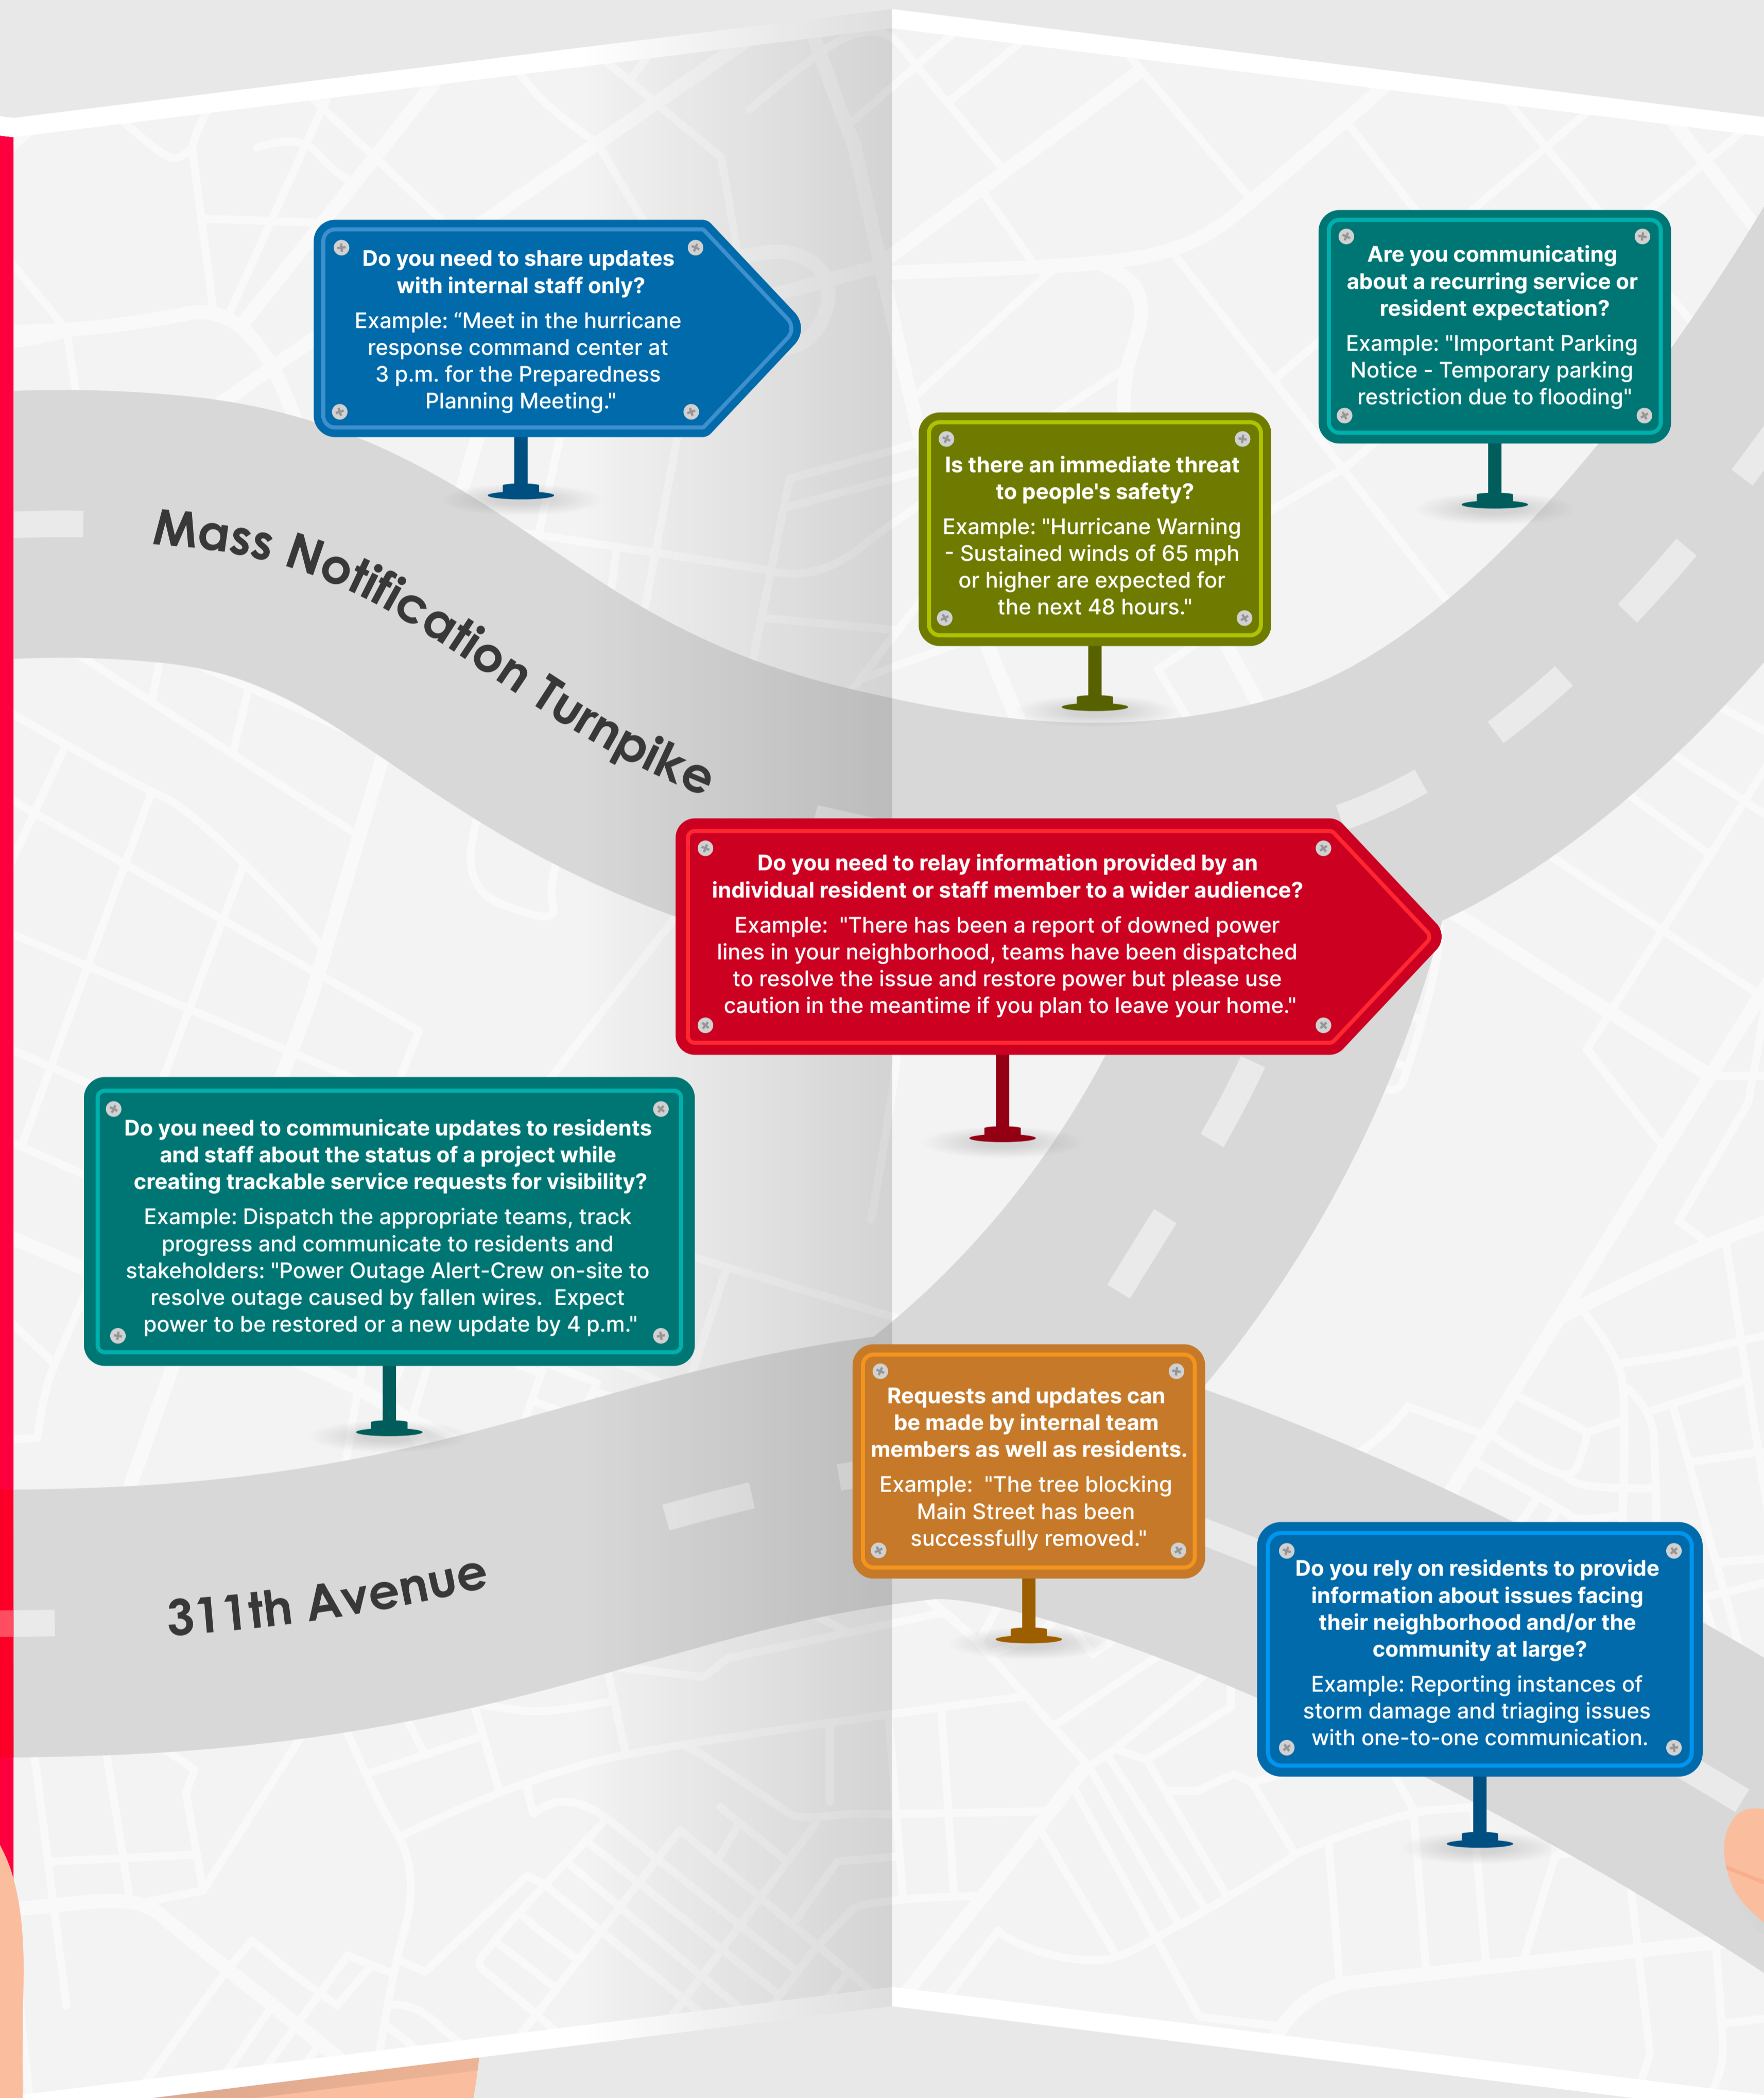 Do you need to share updates
with internal staff only?
Example: “Meet in the hurricane
response command center at
3 p.m. for the Preparedness
Planning Meeting."
Are you communicating
about a recurring service or
resident expectation?
Example: "Important Parking
Notice - Temporary parking
restriction due to flooding"
Is there an immediate threat
to people's safety?
Example: "Hurricane Warning
- Sustained winds of 65 mph
or higher are expected for
the next 48 hours."
Mass Notification Turnpike
Do you need to relay information provided by an
individual resident or staff member to a wider audience?
Example:  "There has been a report of downed power
lines in your neighborhood, teams have been dispatched
to resolve the issue and restore power but please use
caution in the meantime if you plan to leave your home."
Do you need to communicate updates to residents
and staff about the status of a project while
creating trackable service requests for visibility?
Example: Dispatch the appropriate teams, track
progress and communicate to residents and
stakeholders: "Power Outage Alert-Crew on-site to
resolve outage caused by fallen wires.  Expect
power to be restored or a new update by 4 p.m."
Requests and updates can
be made by internal team
members as well as residents.
Example:  "The tree blocking
Main Street has been
successfully removed."
311th Avenue
Do you rely on residents to provide
information about issues facing
their neighborhood and/or the
community at large?
Example: Reporting instances of
storm damage and triaging issues
with one-to-one communication.